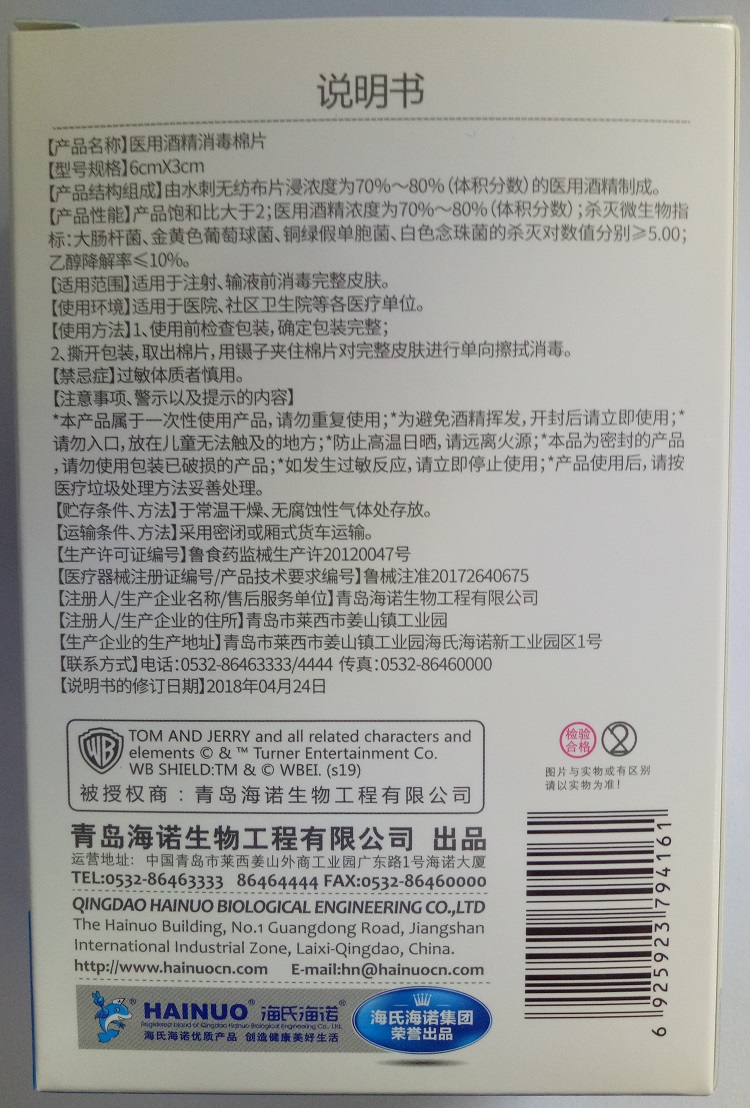 说明书
【产品名称】医用酒精消毒棉片
【型号规格】6cmX3cm
【产品结构组成】由水刺无纺布片浸浓度为70%～80%(体积分数)的医用酒精制成。
【产品性能】产品饱和比大于2;医用酒精浓度为70%～80%(体积分数);杀灭微生物指
标:大肠杆菌、金黄色葡萄球菌、铜绿假单胞菌、白色念珠菌的杀灭对数值分别≥5.00;
乙醇降解率≤10%。
【适用范围】适用于注射、输液前消毒完整皮肤。
【使用环境】适用于医院、社区卫生院等各医疗单位。
【使用方法】1、使用前检查包装,确定包装完整;
2、撕开包装,取出棉片,用镊子夹住棉片对完整皮肤进行单向擦拭消毒。
【禁忌症】过敏体质者慎用。
【注意事项、警示以及提示的内容】
*本产品属于一次性使用产品,请勿重复使用;*为避免酒精挥发,开封后请立即使用;*
请勿入口,放在儿童无法触及的地方;*防止高温日晒,请远离火源;*本品为密封的产品
,请勿使用包装已破损的产品;*如发生过敏反应,请立即停止使用;*产品使用后,请按
医疗垃圾处理方法妥善处理。
【贮存条件、方法】于常温干燥、无腐蚀性气体处存放。
【运输条件、方法】采用密闭或厢式货车运输。
【生产许可证编号】鲁食药监械生产许20120047号
【医疗器械注册证编号/产品技术要求编号】鲁械注准20172640675
【注册人/生产企业名称/售后服务单位】青岛海诺生物工程有限公司
【注册人/生产企业的住所】青岛市莱西市姜山镇工业园
【生产企业的生产地址】青岛市莱西市姜山镇工业园海氏海诺新工业园区1号
【联系方式】电话:0532-86463333/4444 传真:0532-86460000
【说明书的修订日期】2018年04月24日
WB
TOM AND JERRY and all related characters and
elements © & ™ Turner Entertainment Co.
WB SHIELD:TM & © WBEI. (s19)
被授权商：青岛海诺生物工程有限公司
检验
合格
2
图片与实物或有区别
请以实物为准!
青岛海诺生物工程有限公司 出品
运营地址: 中国青岛市莱西姜山外商工业园广东路1号海诺大厦
TEL:0532-86463333 86464444 FAX:0532-86460000
QINGDAO HAINUO BIOLOGICAL ENGINEERING CO.,LTD
The Hainuo Building, No.1 Guangdong Road, Jiangshan
International Industrial Zone, Laixi-Qingdao, China.
http://www.hainuocn.com E-mail:hn@hainuocn.com
HAINUO® 海氏海诺®
Registered brand of Qingdao Hainuo Biological Engineering Co., Ltd.
海氏海诺优质产品 创造健康美好生活
海氏海诺集团
荣誉出品
6 925923 794161